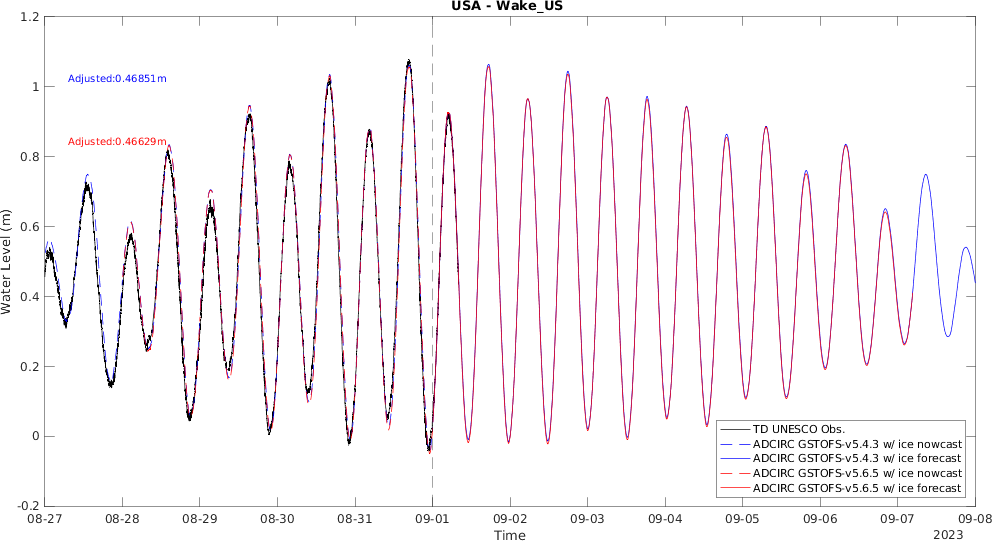 USA - Wake_US
1.2
1
0.8
0.6
0.4
0.2
0
-0.2
Water Level (m)
Adjusted:0.46851m
Adjusted:0.46629m
TD UNESCO Obs.
ADCIRC GSTOFS-v5.4.3 w/ ice nowcast
ADCIRC GSTOFS-v5.4.3 w/ ice forecast
ADCIRC GSTOFS-v5.6.5 w/ ice nowcast
ADCIRC GSTOFS-v5.6.5 w/ ice forecast
08-27 08-28 08-29 08-30 08-31 09-01 09-02 09-03 09-04 09-05 09-06 09-07 09-08
Time
2023